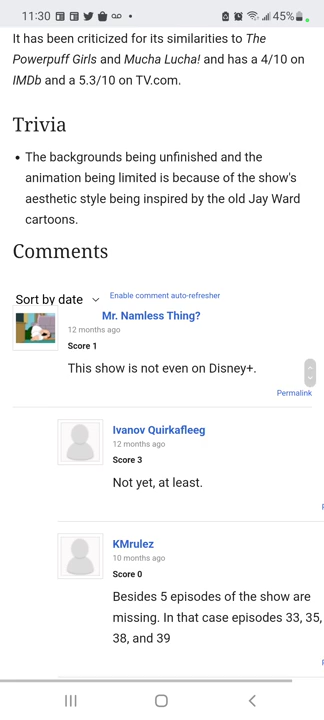 11:30
45%
It has been criticized for its similarities to The
Powerpuff Girls and Mucha Lucha! and has a 4/10 on
IMDb and a 5.3/10 on TV.com.
Trivia
• The backgrounds being unfinished and the
animation being limited is because of the show's
aesthetic style being inspired by the old Jay Ward
cartoons.
Comments
Sort by date
Enable comment auto-refresher
Mr. Namless Thing?
12 months ago
Score 1
This show is not even on Disney+.
Permalink
Ivanov Quirkafleeg
12 months ago
Score 3
Not yet, at least.
KMrulez
10 months ago
Score 0
Besides 5 episodes of the show are
missing. In that case episodes 33, 35,
38, and 39